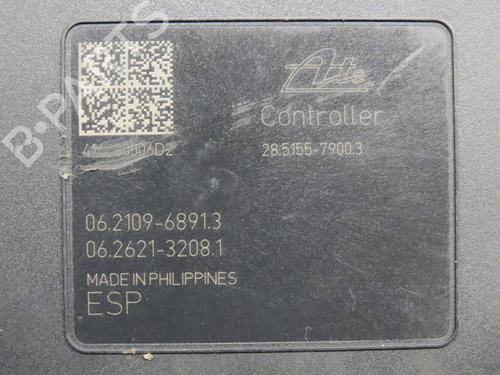 Ate
Controller
28.5155-7900.3
06.2109-6891.3
06.2621-3208.1
MADE IN PHILIPPINES
ESP
B-PARTS